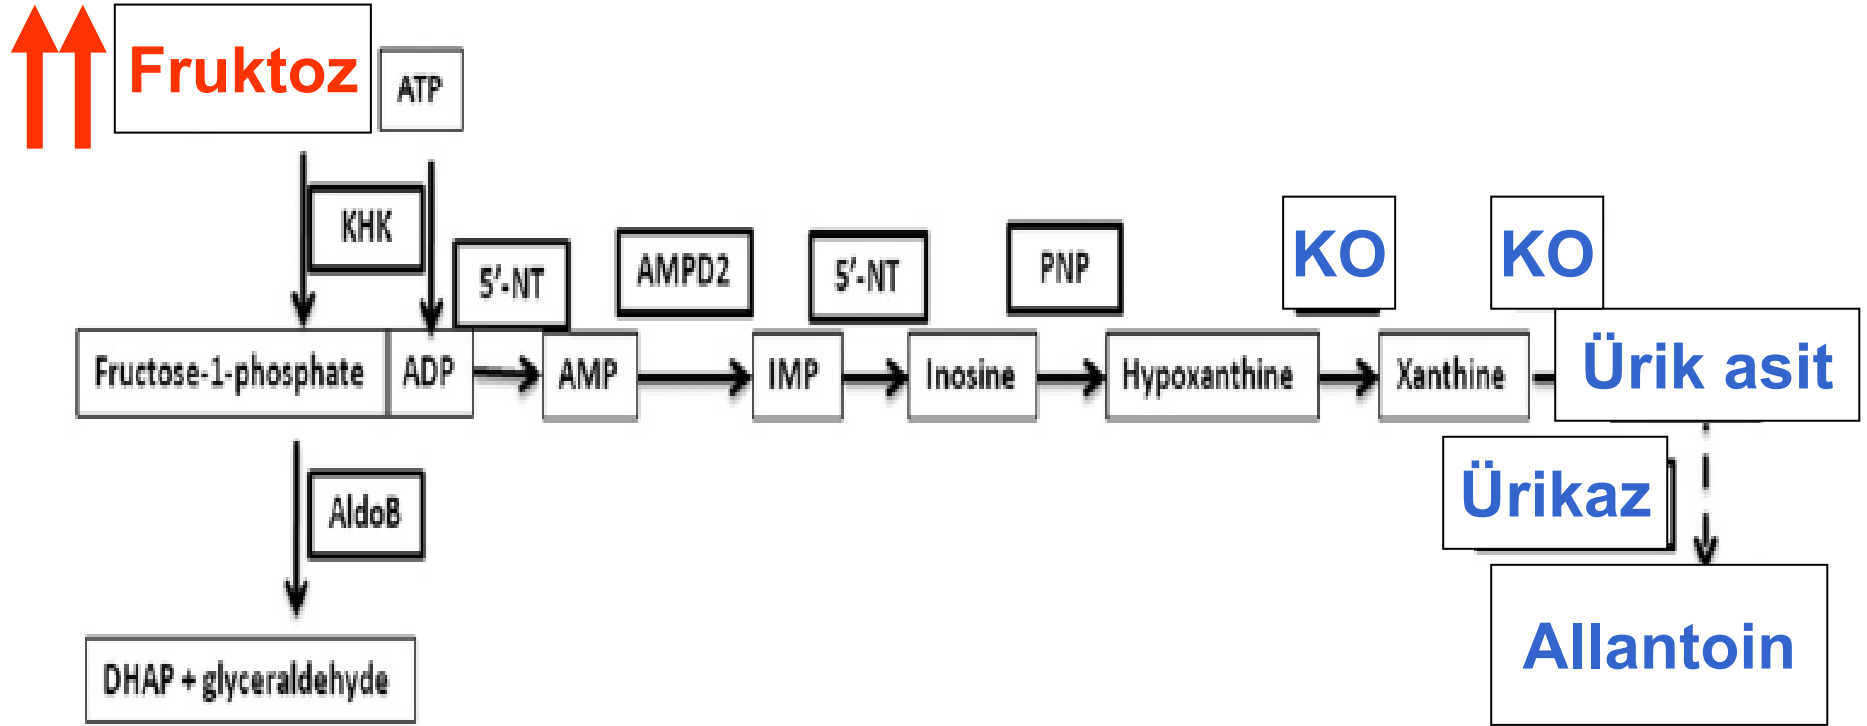 Fruktoz
ATP
KHK
5'-NT
AMPD2
5'-NT
PNP
KO
KO
Fructose-1-phosphate
ADP
AMP
IMP
Inosine
Hypoxanthine
Xanthine
Ürik asit
AldoB
Ürikaz
DHAP + glyceraldehyde
Allantoin